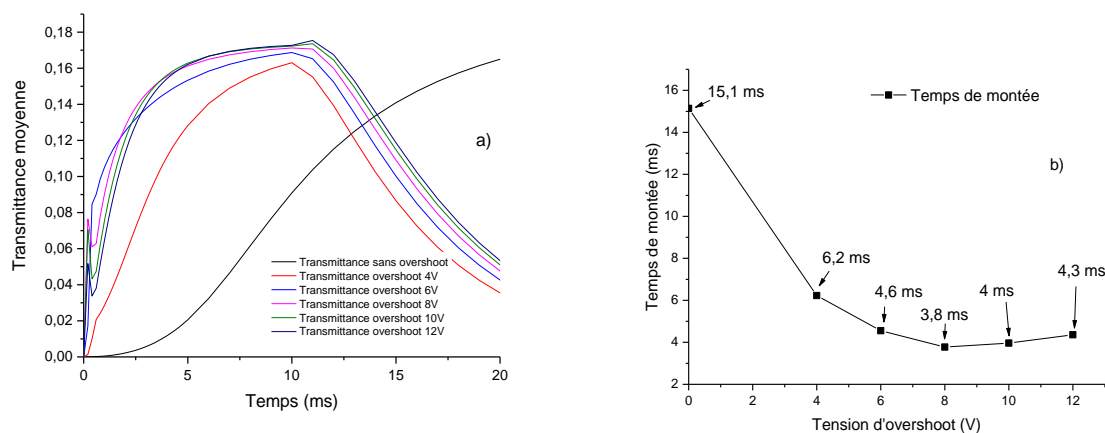 0,18
0,16
0,14
0,12
0,10
0,08
0,06
0,04
0,02
0,00
Transmittance moyenne
a)
Transmittance sans overshoot
Transmittance overshoot 4V
Transmittance overshoot 6V
Transmittance overshoot 8V
Transmittance overshoot 10V
Transmittance overshoot 12V
0 5 10 15 20
Temps (ms)
16
14
12
10
8
6
4
2
Temps de montée (ms)
15,1 ms
Temps de montée
b)
6,2 ms
4,6 ms
3,8 ms
4 ms
4,3 ms
0 2 4 6 8 10 12
Tension d'overshoot (V)